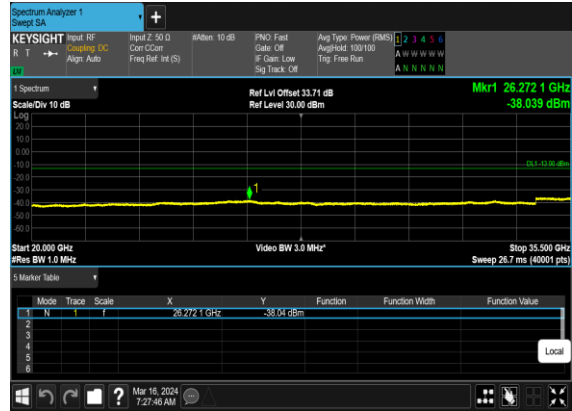 Spectrum Analyzer 1
Swept SA
+
KEYSIGHT
R T
Input: RF
Coupling: DC
Align: Auto
Input Z: 50 Ω
Corr CCorr
Freq Ref: Int (S)
#Atten: 10 dB
PNO: Fast
Gate: Off
IF Gain: Low
Sig Track: Off
Avg Type: Power (RMS)
Avg|Hold: 100/100
Trig: Free Run
1 2 3 4 5 6
A W W W W W
A N N N N N
1 Spectrum
Scale/Div 10 dB
Ref Lvl Offset 33.71 dB
Ref Level 30.00 dBm
Mkr1 26.272 1 GHz
-38.039 dBm
Log
20.0
10.0
0.00
-10.0
DL1 -13.00 dBm
-20.0
-30.0
1
-40.0
-50.0
-60.0
Start 20.000 GHz
Video BW 3.0 MHz*
Stop 35.500 GHz
#Res BW 1.0 MHz
Sweep 26.7 ms (40001 pts)
5 Marker Table
Mode Trace Scale X Y Function Function Width Function Value
1 N 1 f 26.272 1 GHz -38.04 dBm
2
3
4
5
6
Local
?
Mar 16, 2024
7:27:46 AM